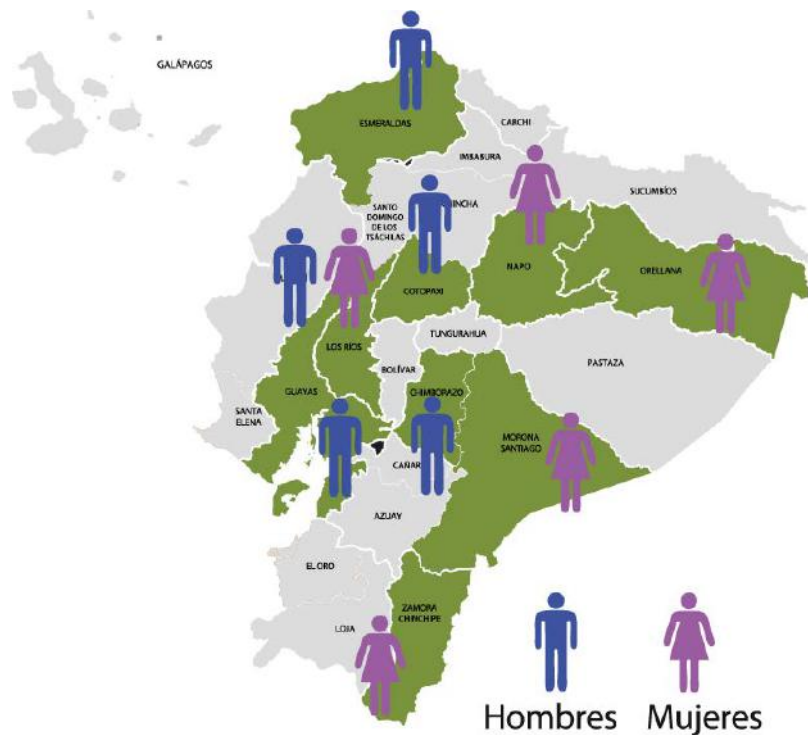 GALÁPAGOS
ESMERALDAS
CARCHI
IMBABURA
SUCUMBÍOS
SANTO
DOMINGO
DE LOS
TSÁCHILAS
NAPO
ORELLANA
COTOPAXI
TUNGURAHUA
LOS RÍOS
BOLÍVAR
PASTAZA
GUAYAS
CHIMBORAZO
SANTA
ELENA
MORONA
SANTIAGO
CAÑAR
AZUAY
EL ORO
ZAMORA
CHINCHIPE
LOJA
Hombres Mujeres